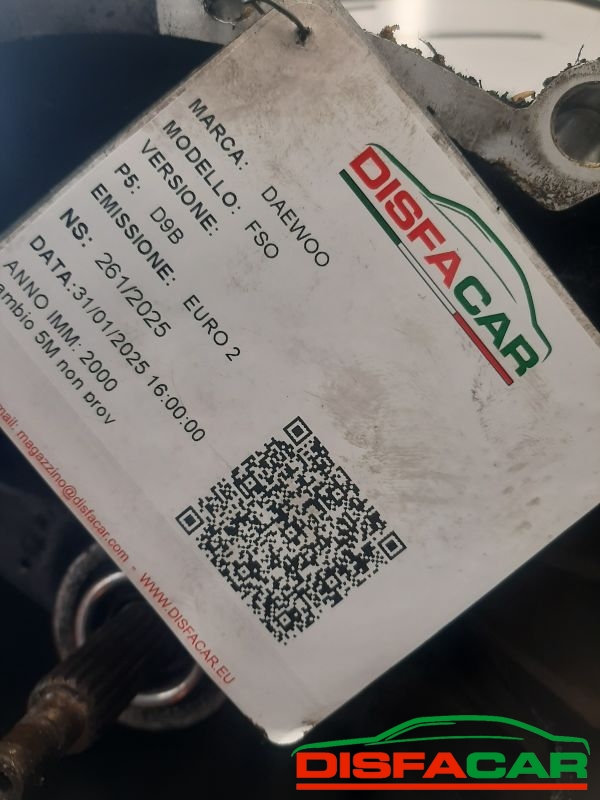 MARCA: DAEWOO
MODELLO: FSO
VERSIONE:
P5: D9B
EMISSIONE: EURO 2
NS: 261/2025
DATA:31/01/2025 16:00:00
ANNO IMM: 2000
ambio 5M non prov
DISFACAR
mail: magazzino@disfacar.com - WWW.DISFACAR.EU
DISFACAR